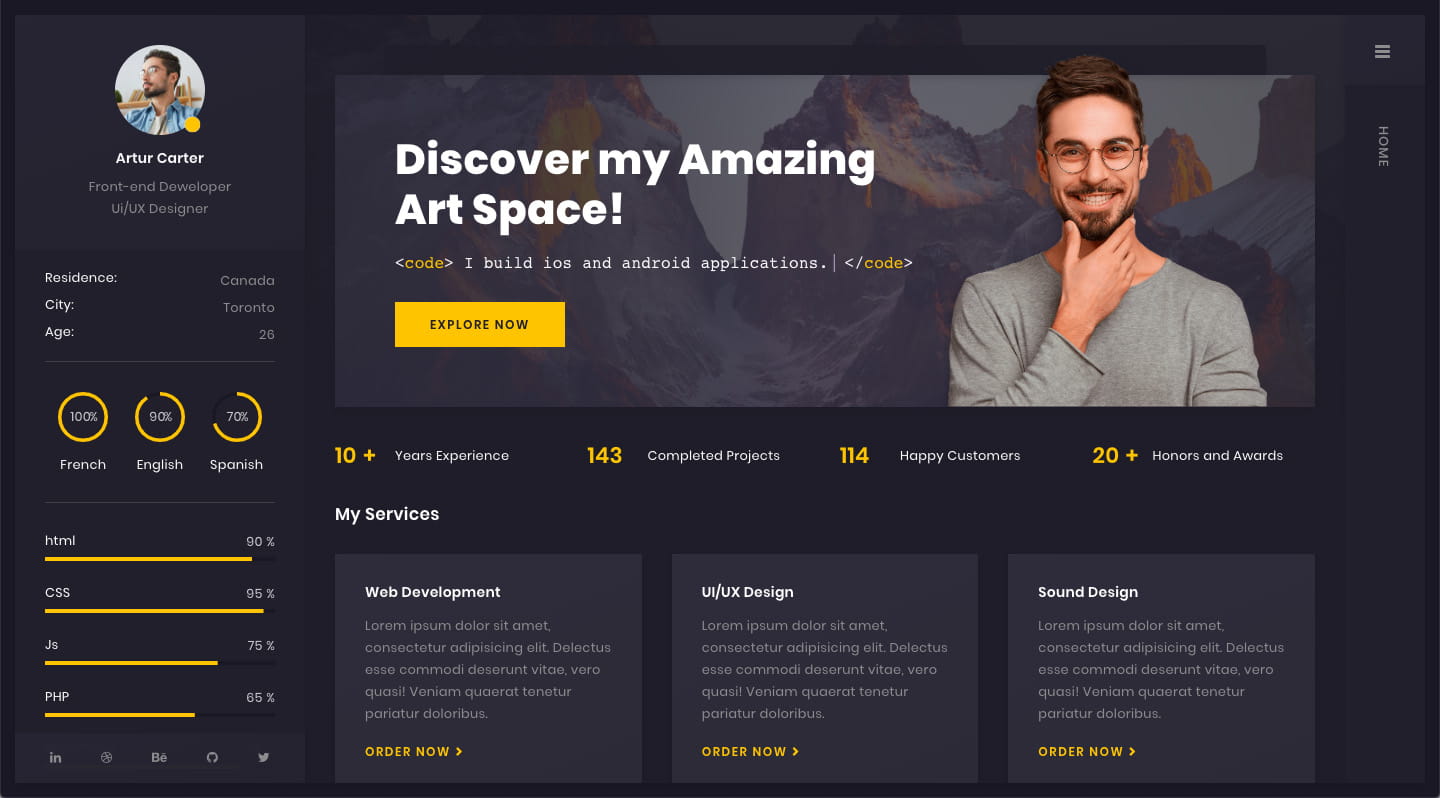 Artur Carter
Front-end Deweloper
Ui/UX Designer
Residence: Canada
City: Toronto
Age: 26
100% 90% 70%
French English Spanish
html 90 %
CSS 95 %
Js 75 %
PHP 65 %
Bē
Discover my Amazing
Art Space!
<code> I build ios and android applications.| </code>
EXPLORE NOW
10 + Years Experience
143 Completed Projects
114 Happy Customers
20 + Honors and Awards
My Services
Web Development
Lorem ipsum dolor sit amet,
consectetur adipisicing elit. Delectus
esse commodi deserunt vitae, vero
quasi! Veniam quaerat tenetur
pariatur doloribus.
ORDER NOW >
UI/UX Design
Lorem ipsum dolor sit amet,
consectetur adipisicing elit. Delectus
esse commodi deserunt vitae, vero
quasi! Veniam quaerat tenetur
pariatur doloribus.
ORDER NOW >
Sound Design
Lorem ipsum dolor sit amet,
consectetur adipisicing elit. Delectus
esse commodi deserunt vitae, vero
quasi! Veniam quaerat tenetur
pariatur doloribus.
ORDER NOW >
HOME